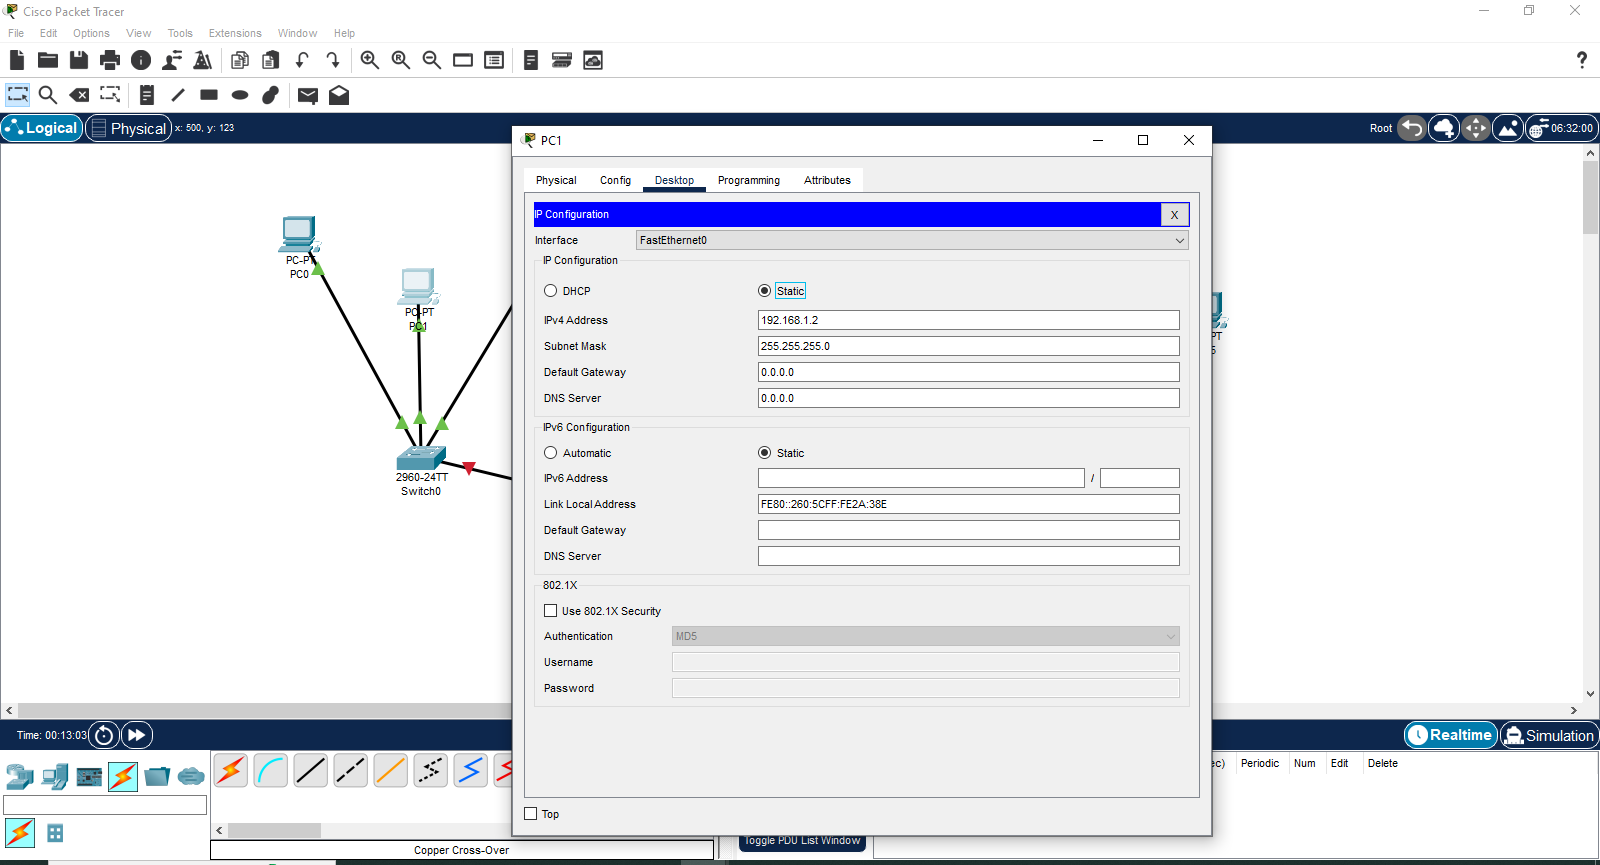 Cisco Packet Tracer
File Edit Options View Tools Extensions Window Help
Logical Physical x: 500, y: 123
Root 06:32:00
PC-PT
PC0
PC-PT
PC1
2960-24TT
Switch0
PT
PC1
Physical Config Desktop Programming Attributes
IP Configuration X
Interface FastEthernet0
IP Configuration
DHCP Static
IPv4 Address 192.168.1.2
Subnet Mask 255.255.255.0
Default Gateway 0.0.0.0
DNS Server 0.0.0.0
IPv6 Configuration
Automatic Static
IPv6 Address /
Link Local Address FE80::260:5CFF:FE2A:38E
Default Gateway
DNS Server
802.1X
Use 802.1X Security
Authentication MD5
Username
Password
Top
Time: 00:13:03
Realtime Simulation
ec) Periodic Num Edit Delete
Copper Cross-Over
Toggle PDU List Window